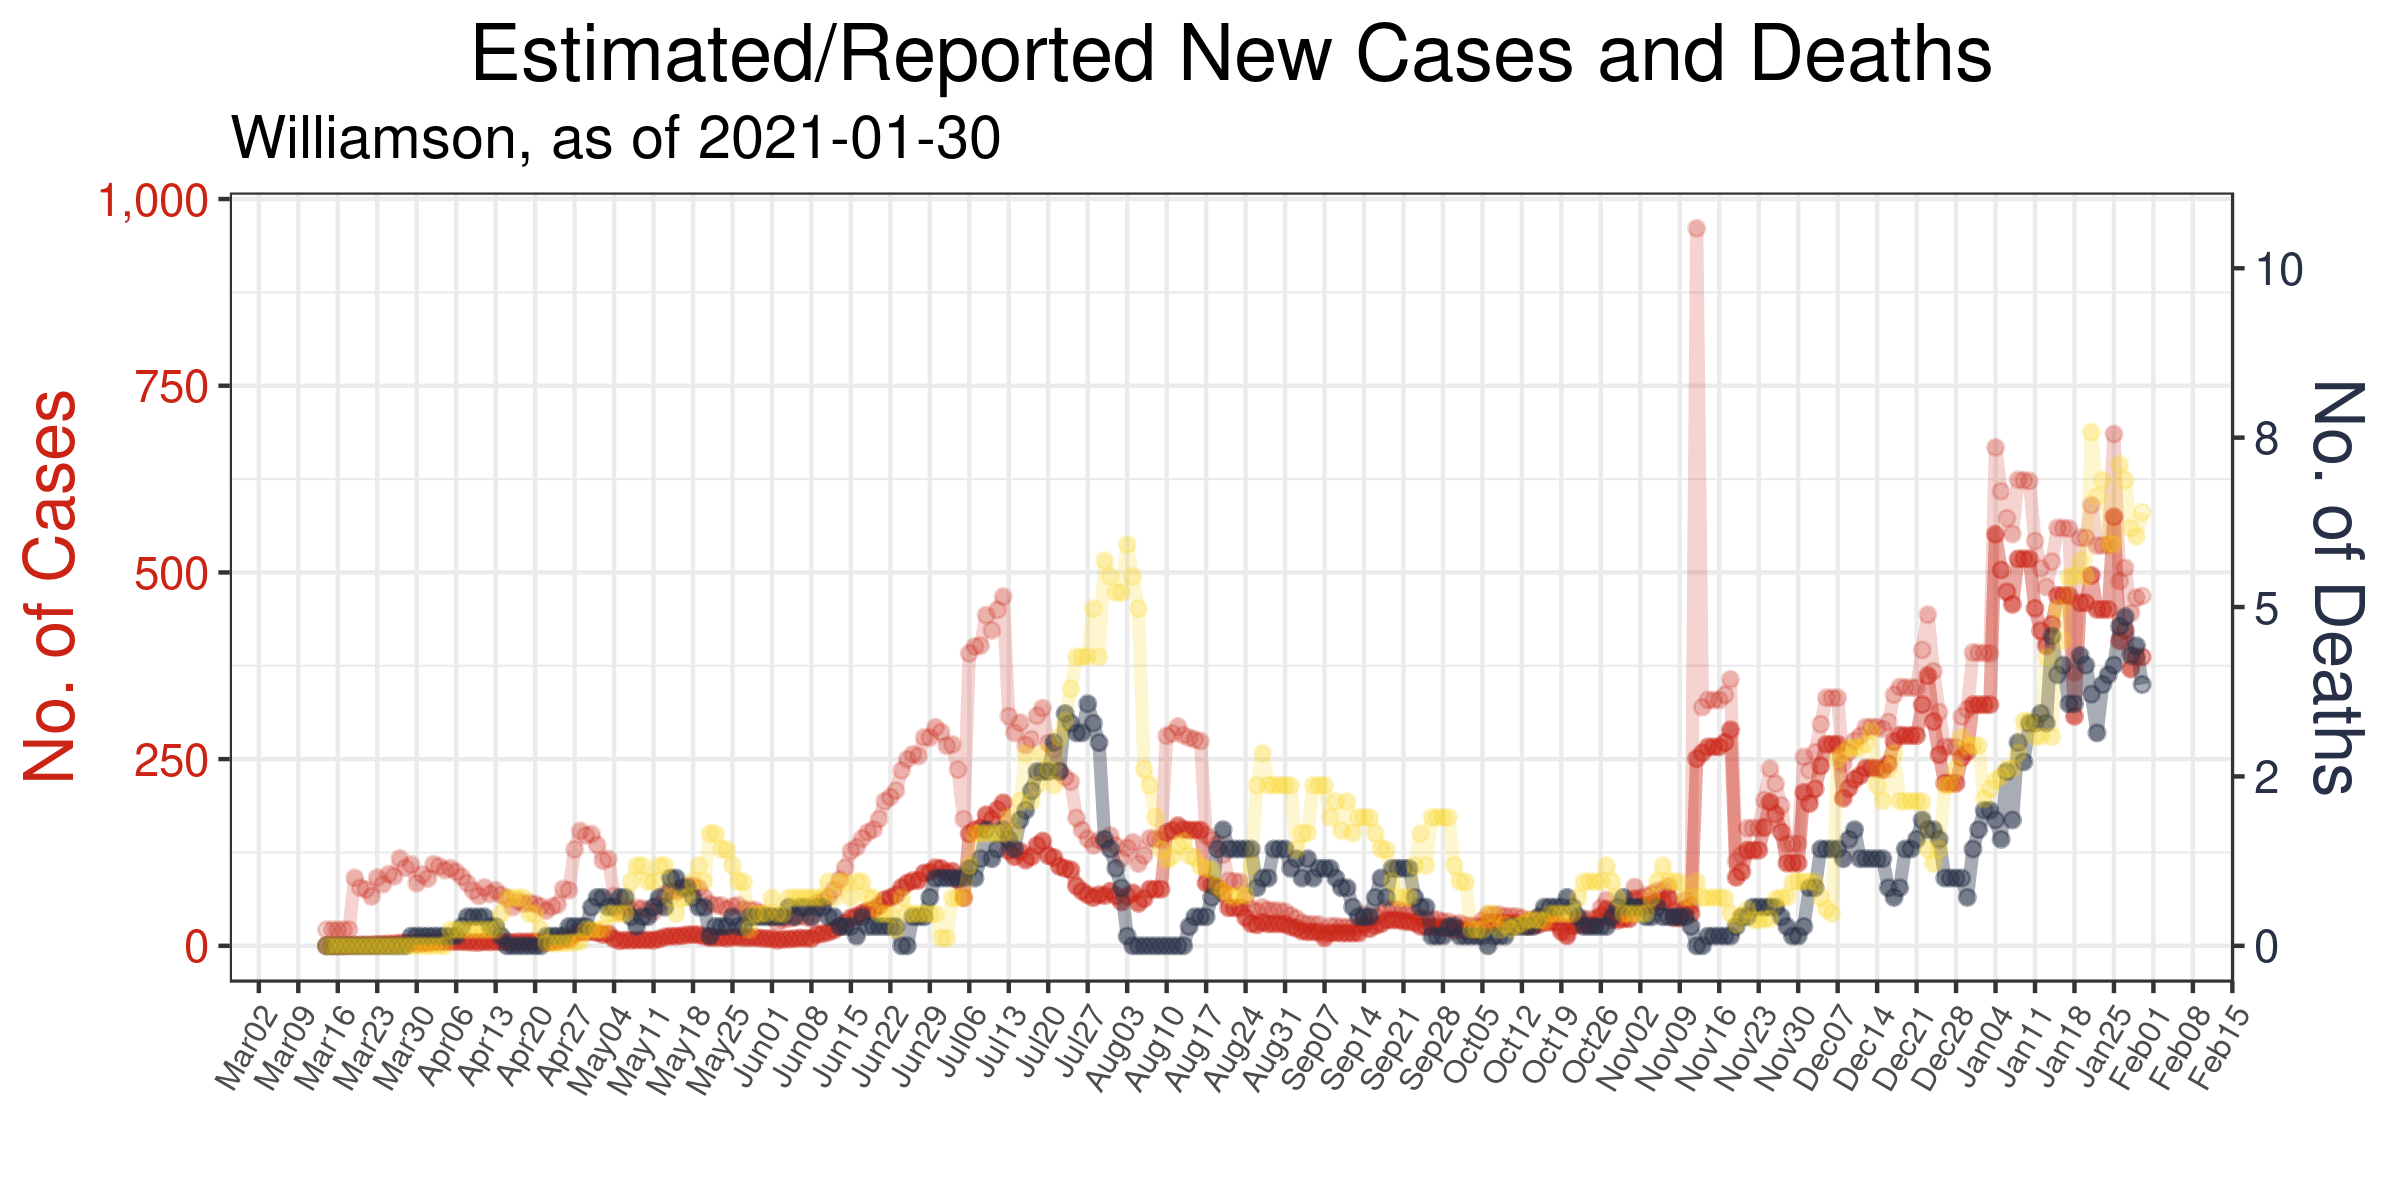 Estimated/Reported New Cases and Deaths
Williamson, as of 2021-01-30
No. of Cases
1,000
750
500
250
0
10
8
5
2
0
No. of Deaths
Mar02
Mar09
Mar16
Mar23
Mar30
Apr06
Apr13
Apr20
Apr27
May04
May11
May18
May25
Jun01
Jun08
Jun15
Jun22
Jun29
Jul06
Jul13
Jul20
Jul27
Aug03
Aug10
Aug17
Aug24
Aug31
Sep07
Sep14
Sep21
Sep28
Oct05
Oct12
Oct19
Oct26
Nov02
Nov09
Nov16
Nov23
Nov30
Dec07
Dec14
Dec21
Dec28
Jan04
Jan11
Jan18
Jan25
Feb01
Feb08
Feb15